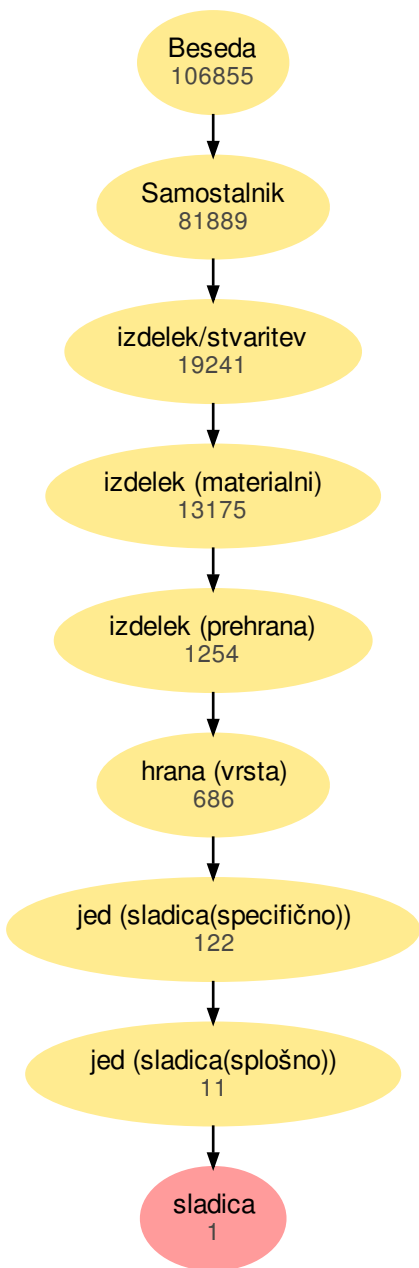 Beseda
106855
Samostalnik
81889
izdelek/stvaritev
19241
izdelek (materialni)
13175
izdelek (prehrana)
1254
hrana (vrsta)
686
jed (sladica(specifično))
122
jed (sladica(splošno))
11
sladica
1